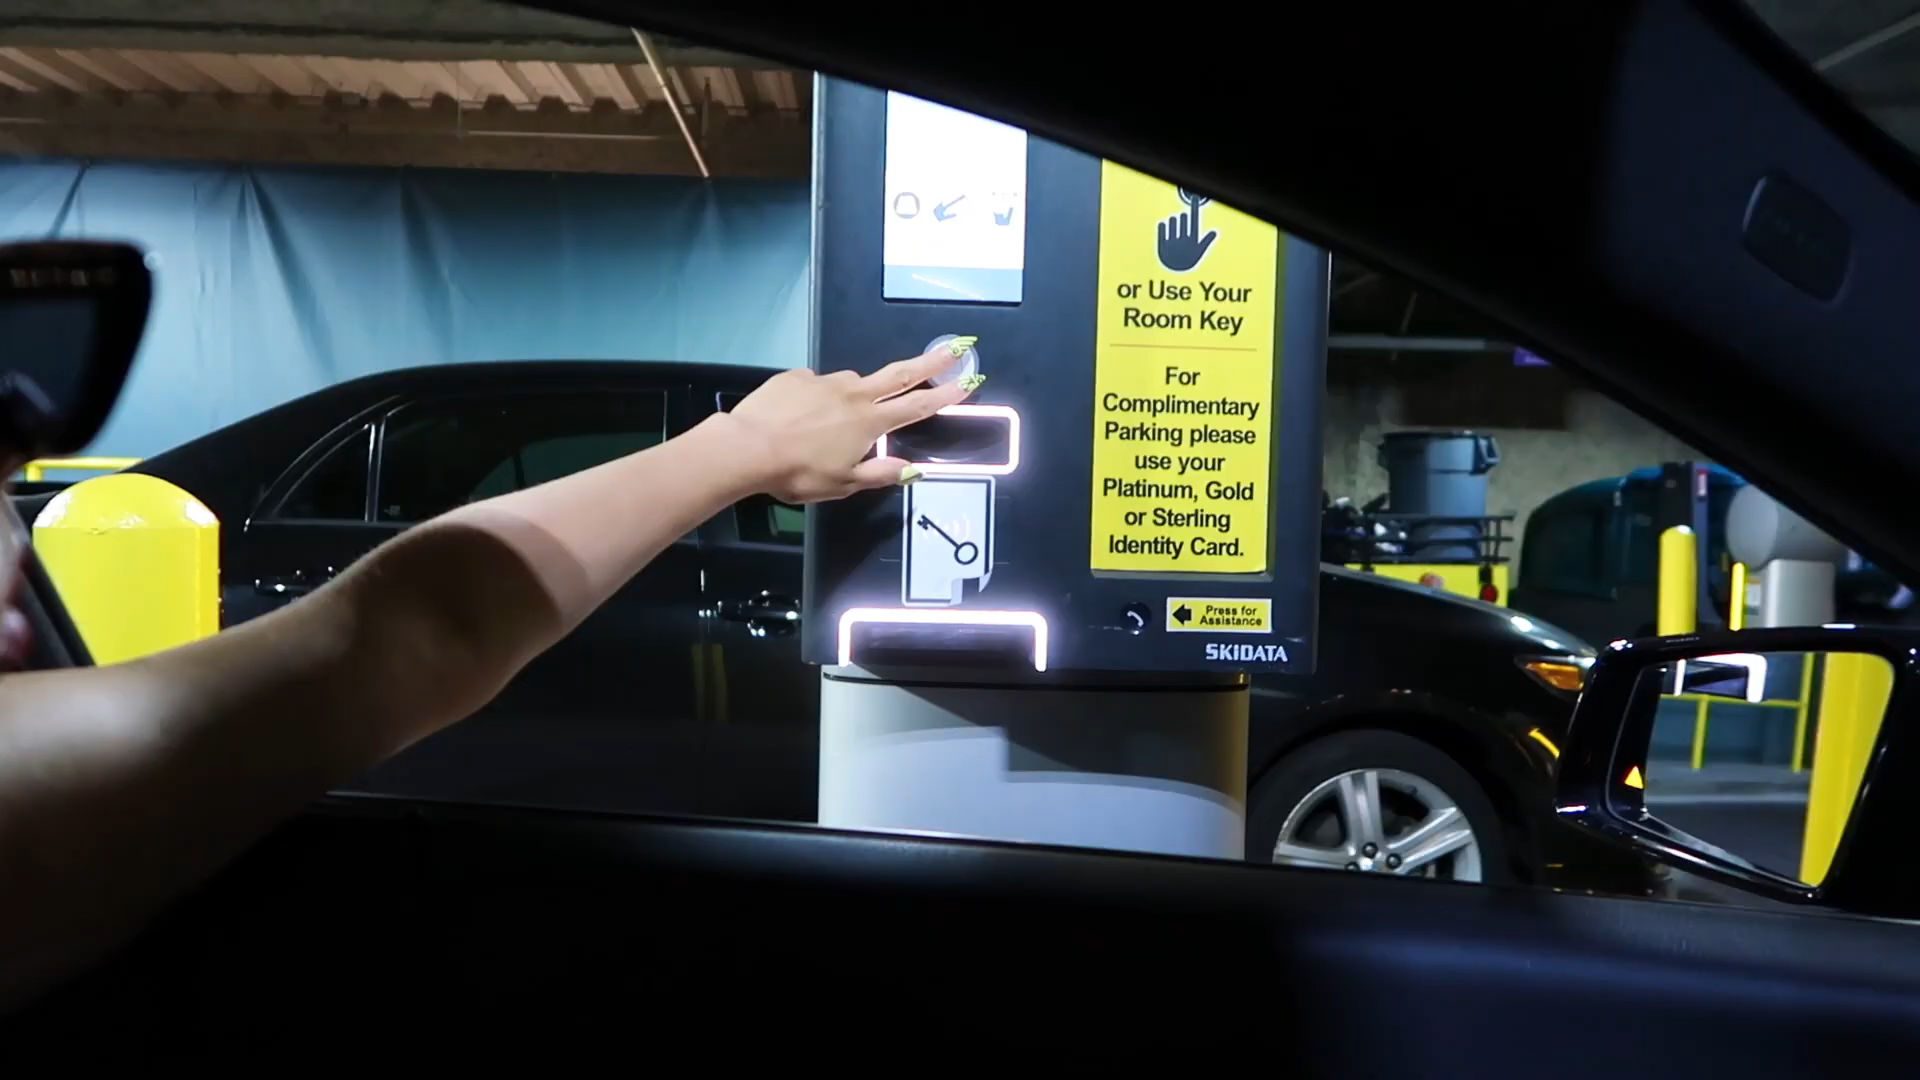 or Use Your
Room Key
For
Complimentary
Parking please
use your
Platinum, Gold
or Sterling
Identity Card.
Press for
Assistance
SKIDATA